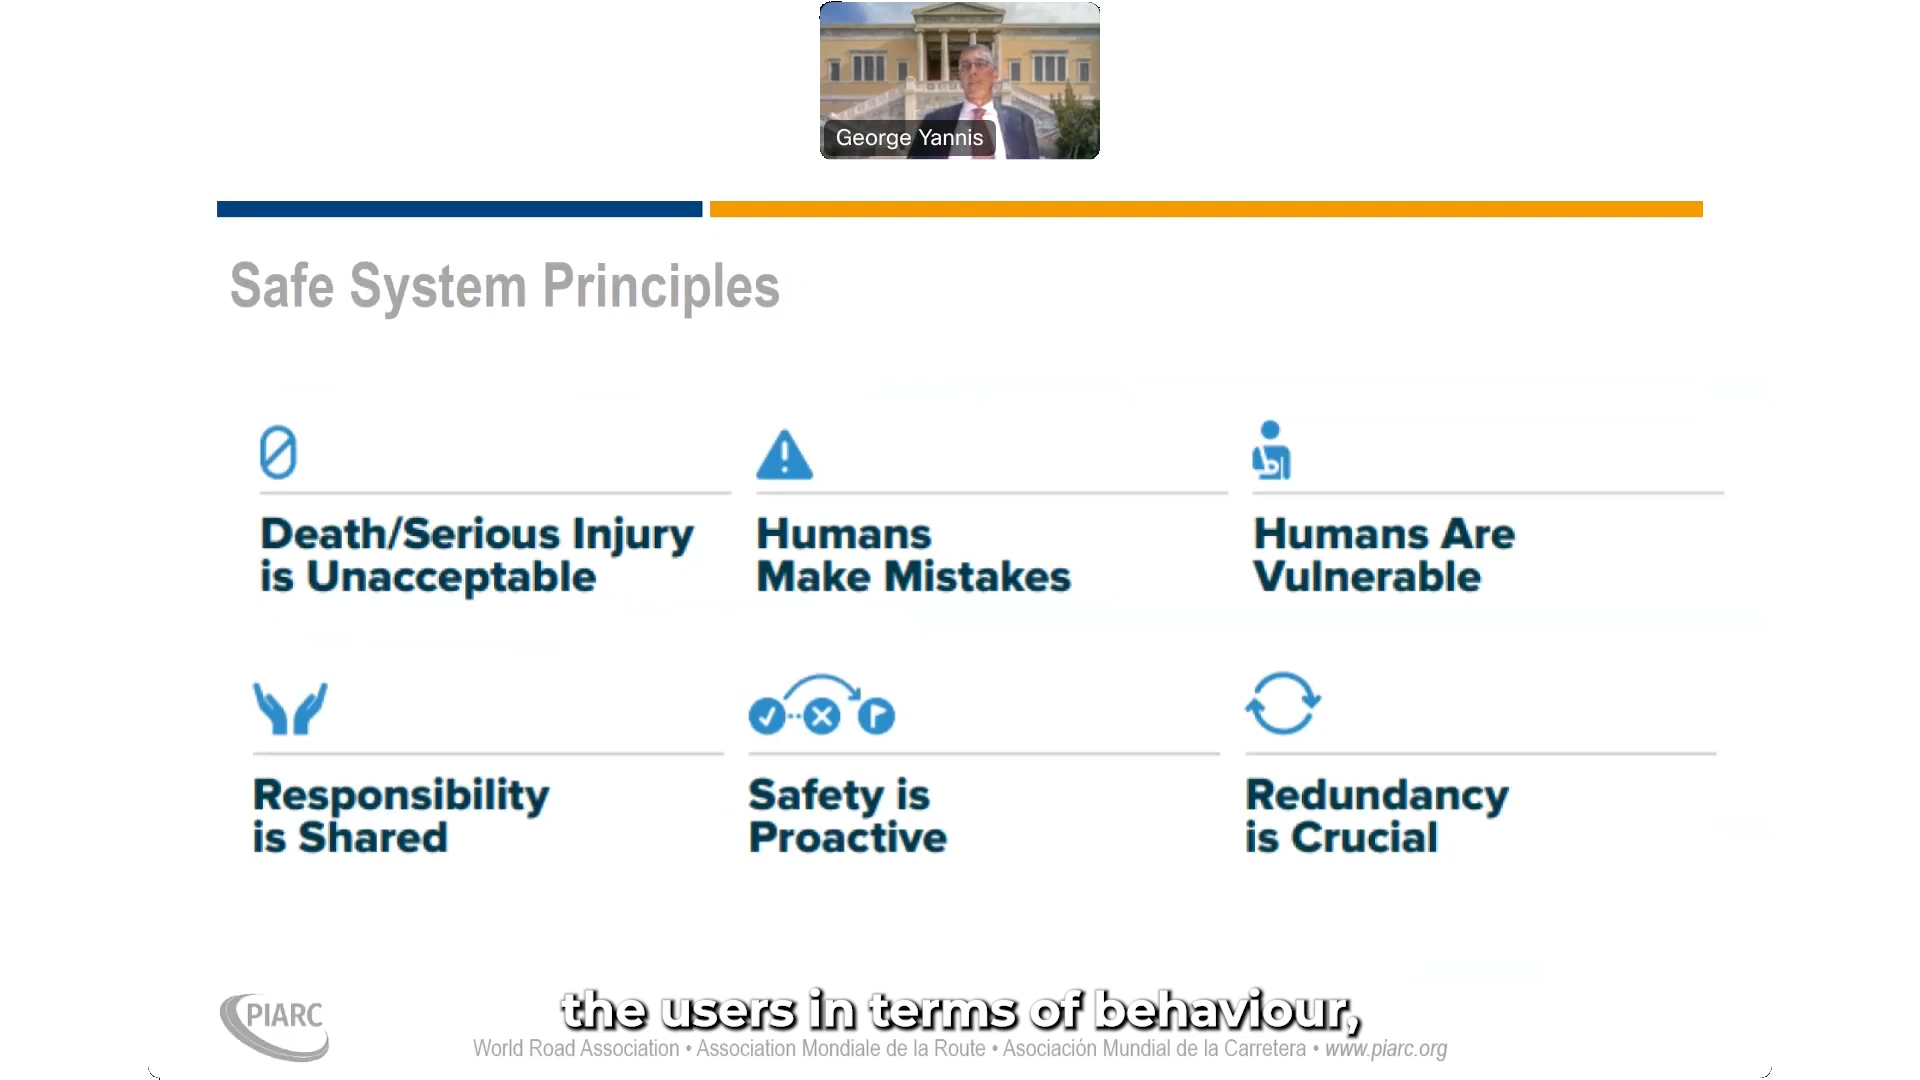 George Yannis
Safe System Principles
Death/Serious Injury
is Unacceptable
Humans
Make Mistakes
Humans Are
Vulnerable
Responsibility
is Shared
Safety is
Proactive
Redundancy
is Crucial
the users in terms of behaviour,
PIARC
World Road Association • Association Mondiale de la Route • Asociación Mundial de la Carretera • www.piarc.org